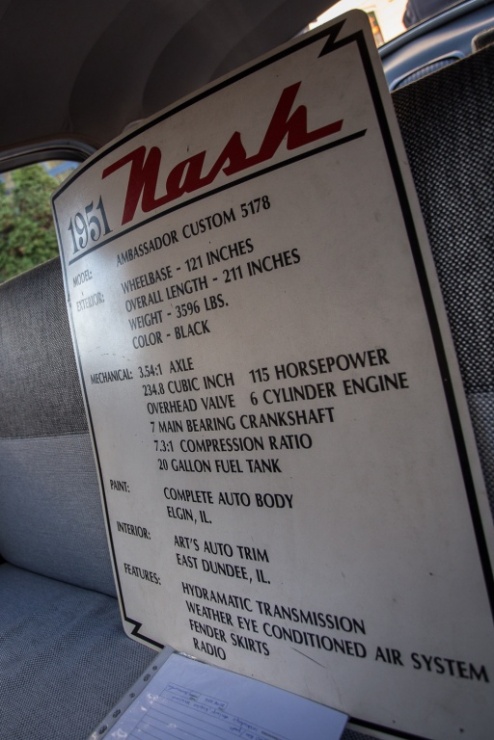 1951 Nash
MODEL: AMBASSADOR CUSTOM 5178
EXTERIOR: WHEELBASE - 121 INCHES
OVERALL LENGTH - 211 INCHES
WEIGHT - 3596 LBS.
COLOR - BLACK
MECHANICAL: 3.54:1 AXLE
234.8 CUBIC INCH 115 HORSEPOWER
OVERHEAD VALVE 6 CYLINDER ENGINE
7 MAIN BEARING CRANKSHAFT
7.3:1 COMPRESSION RATIO
20 GALLON FUEL TANK
PAINT: COMPLETE AUTO BODY
ELGIN, IL.
INTERIOR: ART'S AUTO TRIM
EAST DUNDEE, IL.
FEATURES: HYDRAMATIC TRANSMISSION
WEATHER EYE CONDITIONED AIR SYSTEM
FENDER SKIRTS
RADIO